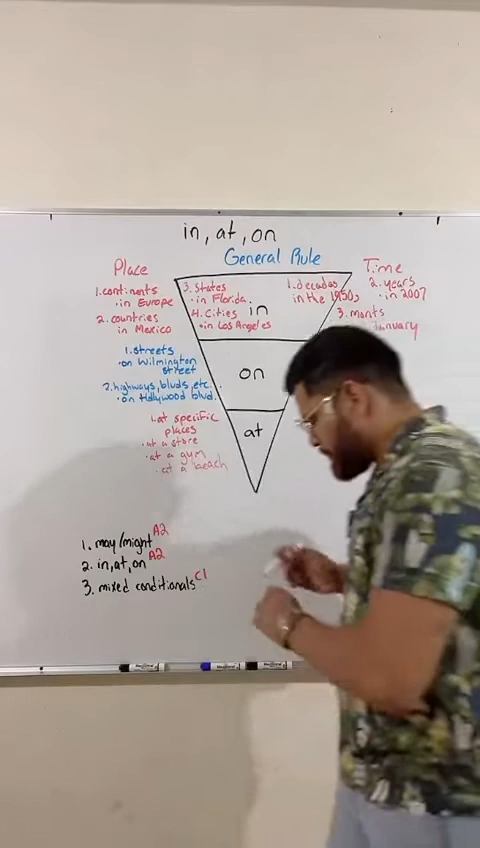 in, at, on
General Rule
Place
1. continents
· in Europe
2. countries
in Mexico
3. States
· in Florida.
4. Cities
· in Los Angeles
in
1. decades
in the 1950s
Time
2. years
· in 2007
3. monts
January
1. streets
· on Wilmington
street
2. highways, blvds, etc.
· on Hollywood blvd.
on
1. at specific
places
· at a store
· at a gym
· at a beach
at
1. may/might A2
2. in, at, on A2
3. mixed conditionals C1